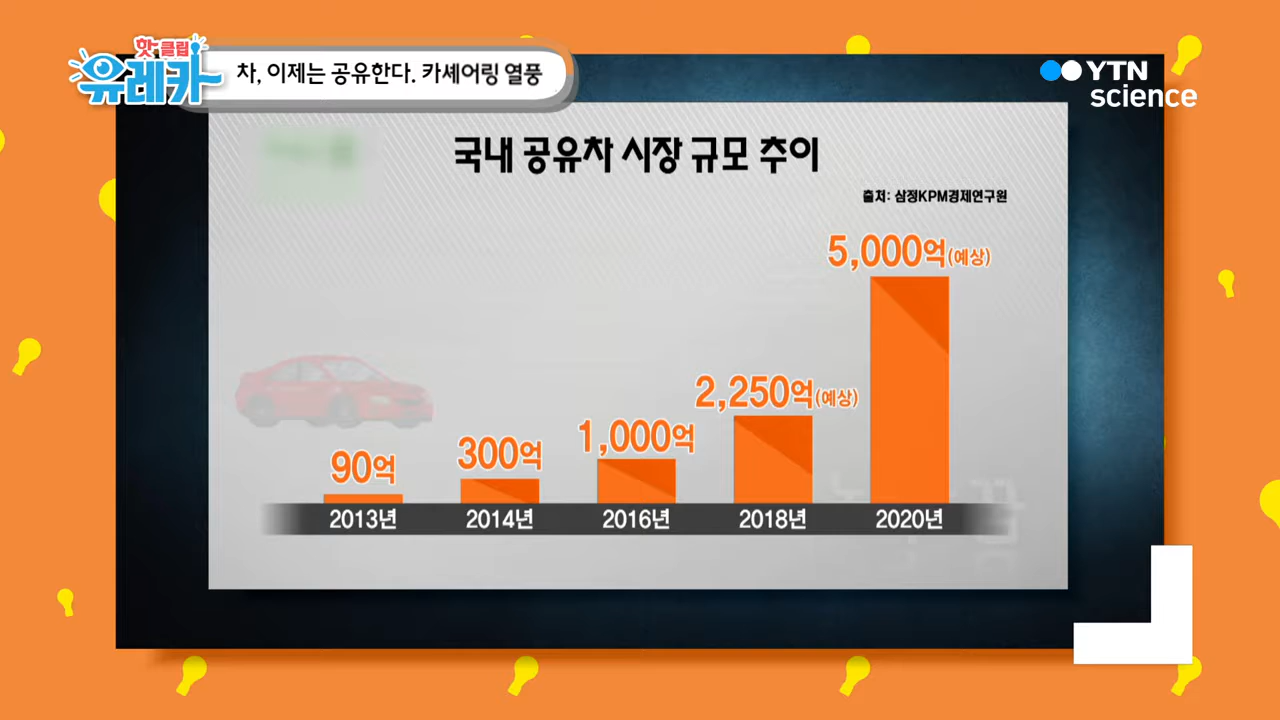 핫클립
유레카
차, 이제는 공유한다. 카셰어링 열풍
YTN
science
국내 공유차 시장 규모 추이
출처: 삼정KPM경제연구원
5,000억(예상)
2,250억(예상)
1,000억
300억
90억
2013년 2014년 2016년 2018년 2020년